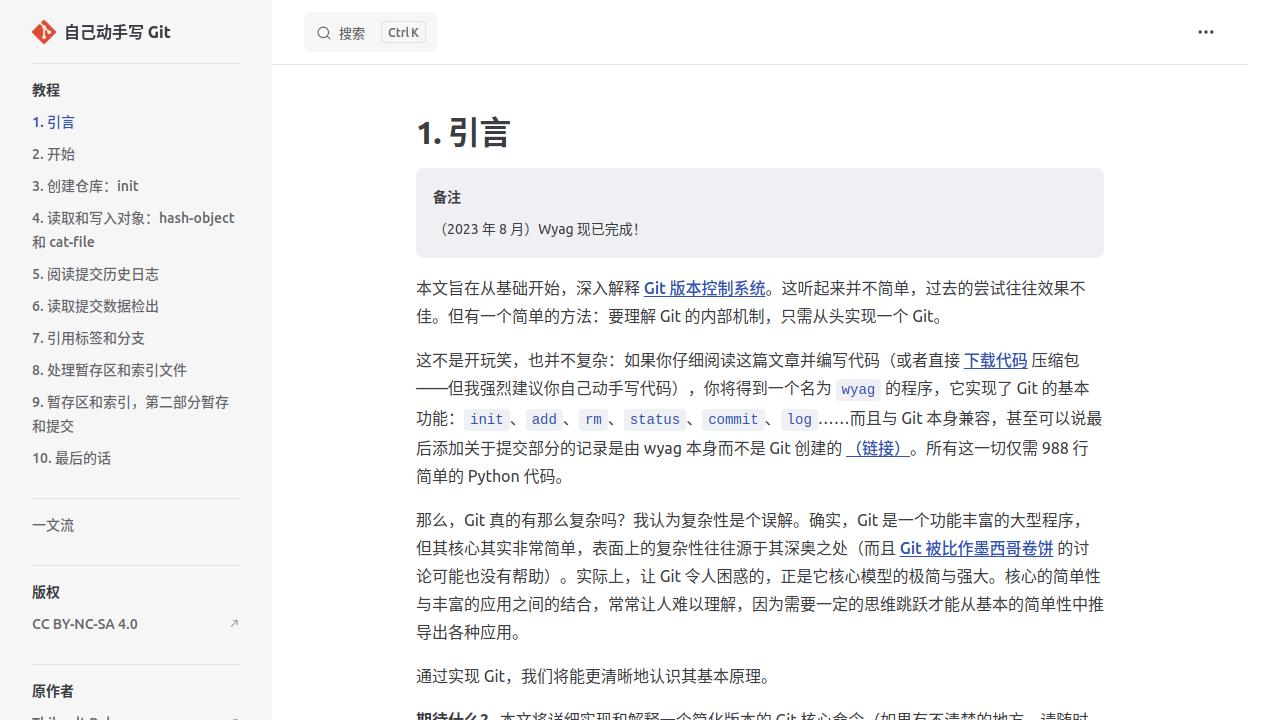 自己动手写 Git
搜索
Ctrl K
教程
1. 引言
2. 开始
3. 创建仓库：init
4. 读取和写入对象：hash-object
和 cat-file
5. 阅读提交历史日志
6. 读取提交数据检出
7. 引用标签和分支
8. 处理暂存区和索引文件
9. 暂存区和索引，第二部分暂存
和提交
10. 最后的话
一文流
版权
CC BY-NC-SA 4.0
原作者
1. 引言
备注
（2023 年 8 月）Wyag 现已完成！
本文旨在从基础开始，深入解释 Git 版本控制系统。这听起来并不简单，过去的尝试往往效果不
佳。但有一个简单的方法：要理解 Git 的内部机制，只需从头实现一个 Git。
这不是开玩笑，也并不复杂：如果你仔细阅读这篇文章并编写代码（或者直接 下载代码 压缩包
——但我强烈建议你自己动手写代码），你将得到一个名为 wyag 的程序，它实现了 Git 的基本
功能：init、add、rm、status、commit、log……而且与 Git 本身兼容，甚至可以说最
后添加关于提交部分的记录是由 wyag 本身而不是 Git 创建的 （链接）。所有这一切仅需 988 行
简单的 Python 代码。
那么，Git 真的有那么复杂吗？我认为复杂性是个误解。确实，Git 是一个功能丰富的大型程序，
但其核心其实非常简单，表面上的复杂性往往源于其深奥之处（而且 Git 被比作墨西哥卷饼 的讨
论可能也没有帮助）。实际上，让 Git 令人困惑的，正是它核心模型的极简与强大。核心的简单性
与丰富的应用之间的结合，常常让人难以理解，因为需要一定的思维跳跃才能从基本的简单性中推
导出各种应用。
通过实现 Git，我们将能更清晰地认识其基本原理。
期待什么？ 本文将详细实现和解释一个简化版本的 Git 核心命令（如果有不清楚的地方，请随时